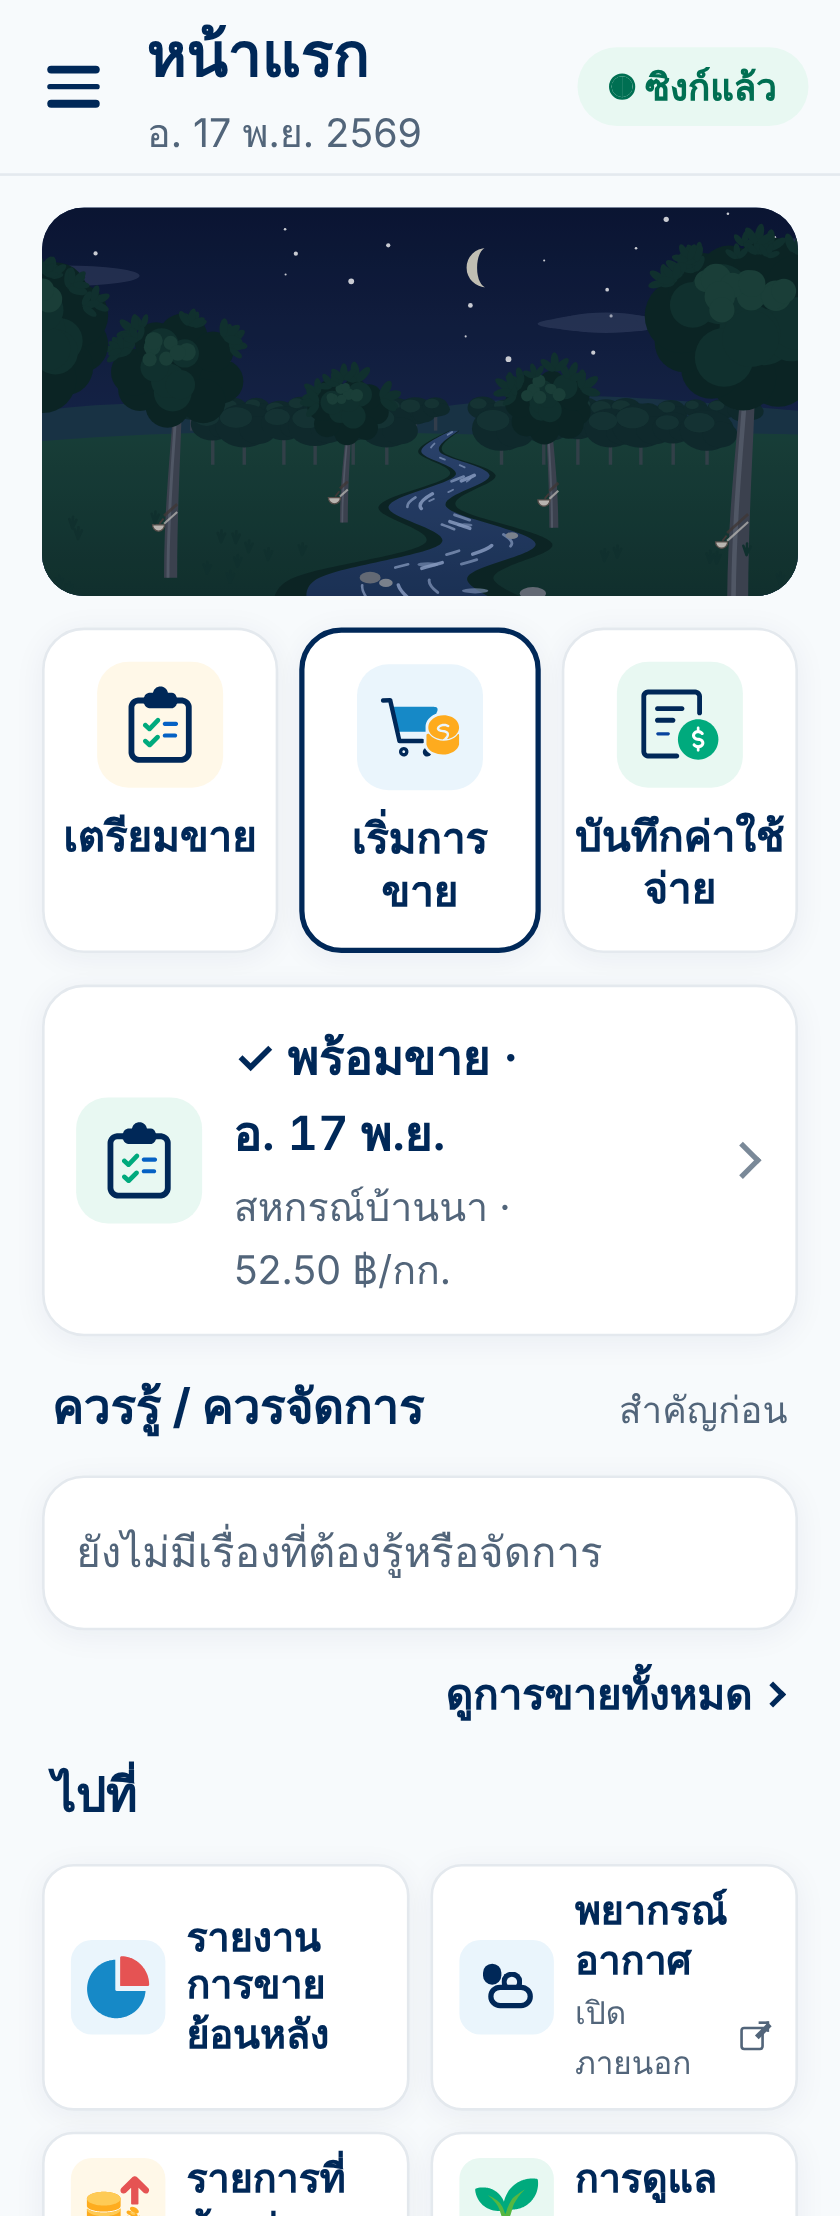 หน้าแรก
อ. 17 พ.ย. 2569
ซิงก์แล้ว
เตรียมขาย
เริ่มการ
ขาย
บันทึกค่าใช้
จ่าย
✓ พร้อมขาย ·
อ. 17 พ.ย.
สหกรณ์บ้านนา ·
52.50 ฿/กก.
ควรรู้ / ควรจัดการ
สำคัญก่อน
ยังไม่มีเรื่องที่ต้องรู้หรือจัดการ
ดูการขายทั้งหมด
ไปที่
รายงาน
การขาย
ย้อนหลัง
พยากรณ์
อากาศ
เปิด
ภายนอก
รายการที่
การดูแล